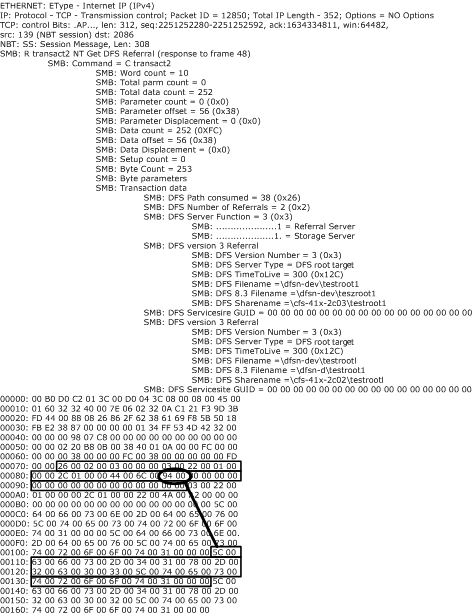 ETHERNET: EType - Internet IP (IPv4)
IP: Protocol - TCP - Transmission control; Packet ID = 12850; Total IP Length - 352; Options = NO Options
TCP: control Bits: .AP..., len: 312, seq:2251252280-2251252592, ack:1634334811, win:64482,
src: 139 (NBT session) dst: 2086
NBT: SS: Session Message, Len: 308
SMB: R transact2 NT Get DFS Referral (response to frame 48)
SMB: Command = C transact2
SMB: Word count = 10
SMB: Total parm count = 0
SMB: Total data count = 252
SMB: Parameter count = 0 (0x0)
SMB: Parameter offset = 56 (0x38)
SMB: Parameter Displacement = 0 (0x0)
SMB: Data count = 252 (0XFC)
SMB: Data offset = 56 (0x38)
SMB: Data Displacement = (0x0)
SMB: Setup count = 0
SMB: Byte Count = 253
SMB: Byte parameters
SMB: Transaction data
SMB: DFS Path consumed = 38 (0x26)
SMB: DFS Number of Referrals = 2 (0x2)
SMB: DFS Server Function = 3 (0x3)
SMB: ......................1 = Referral Server
SMB: .....................1. = Storage Server
SMB: DFS version 3 Referral
SMB: DFS Version Number = 3 (0x3)
SMB: DFS Server Type = DFS root target
SMB: DFS TimeToLive = 300 (0x12C)
SMB: DFS Filename =\dfsn-dev\testroot1
SMB: DFS 8.3 Filename =\dfsn-dev\teszroot1
SMB: DFS Sharename =\cfs-41x-2c03\testroot1
SMB: DFS Servicesire GUID = 00 00 00 00 00 00 00 00 00 00 00 00 00 00 00 00
SMB: DFS version 3 Referral
SMB: DFS Version Number = 3 (0x3)
SMB: DFS Server Type = DFS root target
SMB: DFS TimeLive = 300 (0x12C)
SMB: DFS Filename =\dfsn-dev\testrootl
SMB: DFS 8.3 Filename =\dfsn-d\testrootl
SMB: DFS Sharename =\cfs-41x-2c02\testrootl
SMB: DFS Servicesite GUID = 00 00 00 00 00 00 00 00 00 00 00 00 00 00 00 00
00000: 00 B0 D0 C2 01 3C 00 D0 04 3C 08 00 08 00 45 00
00010: 01 60 32 32 40 00 7E 06 02 32 0A C1 21 F3 9D 3B
00020: FD 44 00 8B 0B 26 86 2F 62 38 61 69 F8 5B 50 18
00030: FB E2 38 87 00 00 00 00 01 34 FF 53 4D 42 32 00
00040: 00 00 00 98 07 C8 00 00 00 00 00 00 00 00 00 00
00050: 00 00 02 20 B8 0B 00 38 40 01 0A 00 00 FC 00 00
00060: 00 00 00 38 00 00 FC 00 38 00 00 00 00 00 FD
00070: 00 00 26 00 02 00 03 00 00 00 03 00 22 00 01 00
00080: 00 00 2C 01 00 00 44 00 6C 00 94 00 00 00 00 00
00090: 00 00 00 00 00 00 00 00 00 00 00 00 03 00 22 00
000A0: 01 00 00 00 2C 01 00 00 22 00 4A 00 2 00 00 00
000B0: 00 00 00 00 00 00 00 00 00 00 00 00 00 5C 00
000C0: 64 00 66 00 73 00 6E 00 2D 00 64 00 65 00 76 00
000D0: 5C 00 74 00 65 00 73 00 74 00 72 00 6F 00 6F 00
000E0: 74 00 31 00 00 00 5C 00 64 00 66 00 73 00 6E 00.
000F0: 2D 00 64 00 65 00 76 00 5C 00 74 00 65 00 73 00
00100: 74 00 72 00 6F 00 6F 00 74 00 31 00 00 00 5C 00
00110: 63 00 66 00 73 00 2D 00 34 00 31 00 78 00 2D 00
00120: 32 00 63 00 30 00 33 00 5C 00 74 00 65 00 73 00
00130: 74 00 72 00 6F 00 6F 00 74 00 31 00 00 00 5C 00
00140: 63 00 66 00 73 00 2D 00 34 00 31 00 78 00 2D 00
00150: 32 00 63 00 30 00 32 00 5C 00 74 00 65 00 73 00
00160: 74 00 72 00 6F 00 6F 00 74 00 31 00 00 00